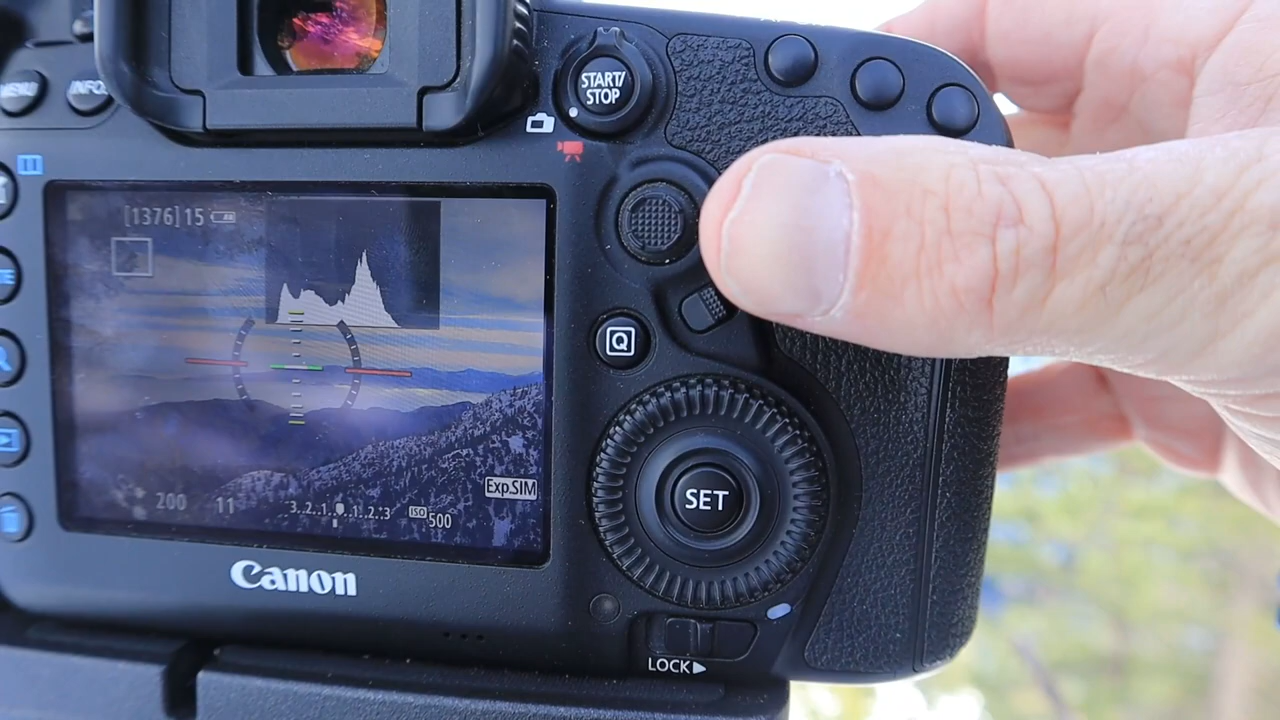 MENU
INFO.
START/
STOP
[1376]15
Q
SET
Exp.SIM
200 11 3..2..1..0..1..2..3 ISO 500
Canon
LOCK▶